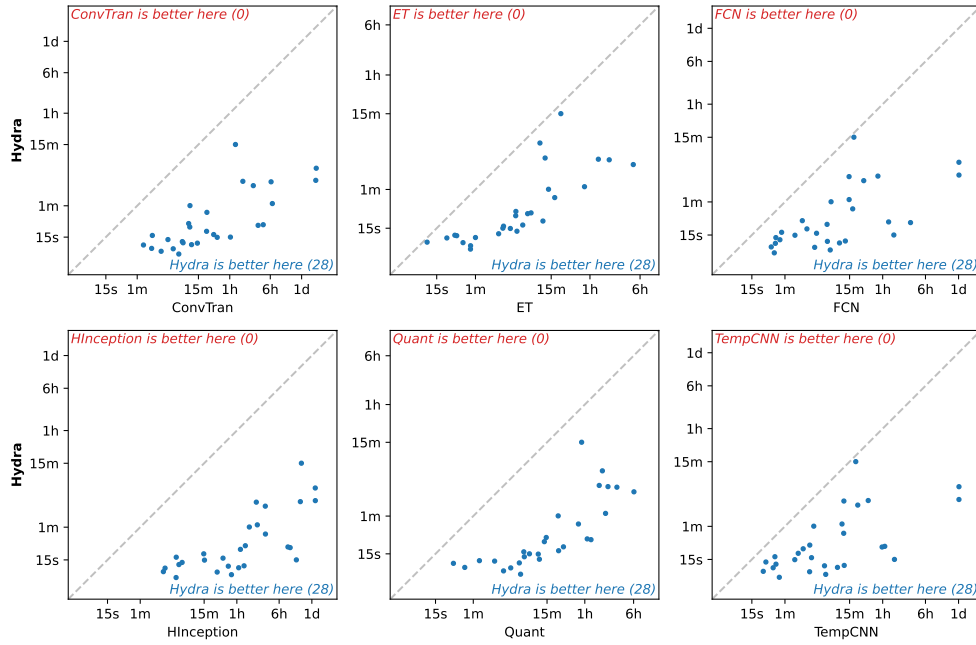 ConvTran is better here (0)
1d
6h
1h
15m
1m
15s
Hydra
Hydra is better here (28)
15s 1m 15m 1h 6h 1d
ConvTran
ET is better here (0)
6h
1h
15m
1m
15s
Hydra is better here (28)
15s 1m 15m 1h 6h
ET
FCN is better here (0)
1d
6h
1h
15m
1m
15s
Hydra is better here (28)
15s 1m 15m 1h 6h 1d
FCN
HInception is better here (0)
1d
6h
1h
15m
1m
15s
Hydra
Hydra is better here (28)
15s 1m 15m 1h 6h 1d
HInception
Quant is better here (0)
6h
1h
15m
1m
15s
Hydra is better here (28)
15s 1m 15m 1h 6h
Quant
TempCNN is better here (0)
1d
6h
1h
15m
1m
15s
Hydra is better here (28)
15s 1m 15m 1h 6h 1d
TempCNN